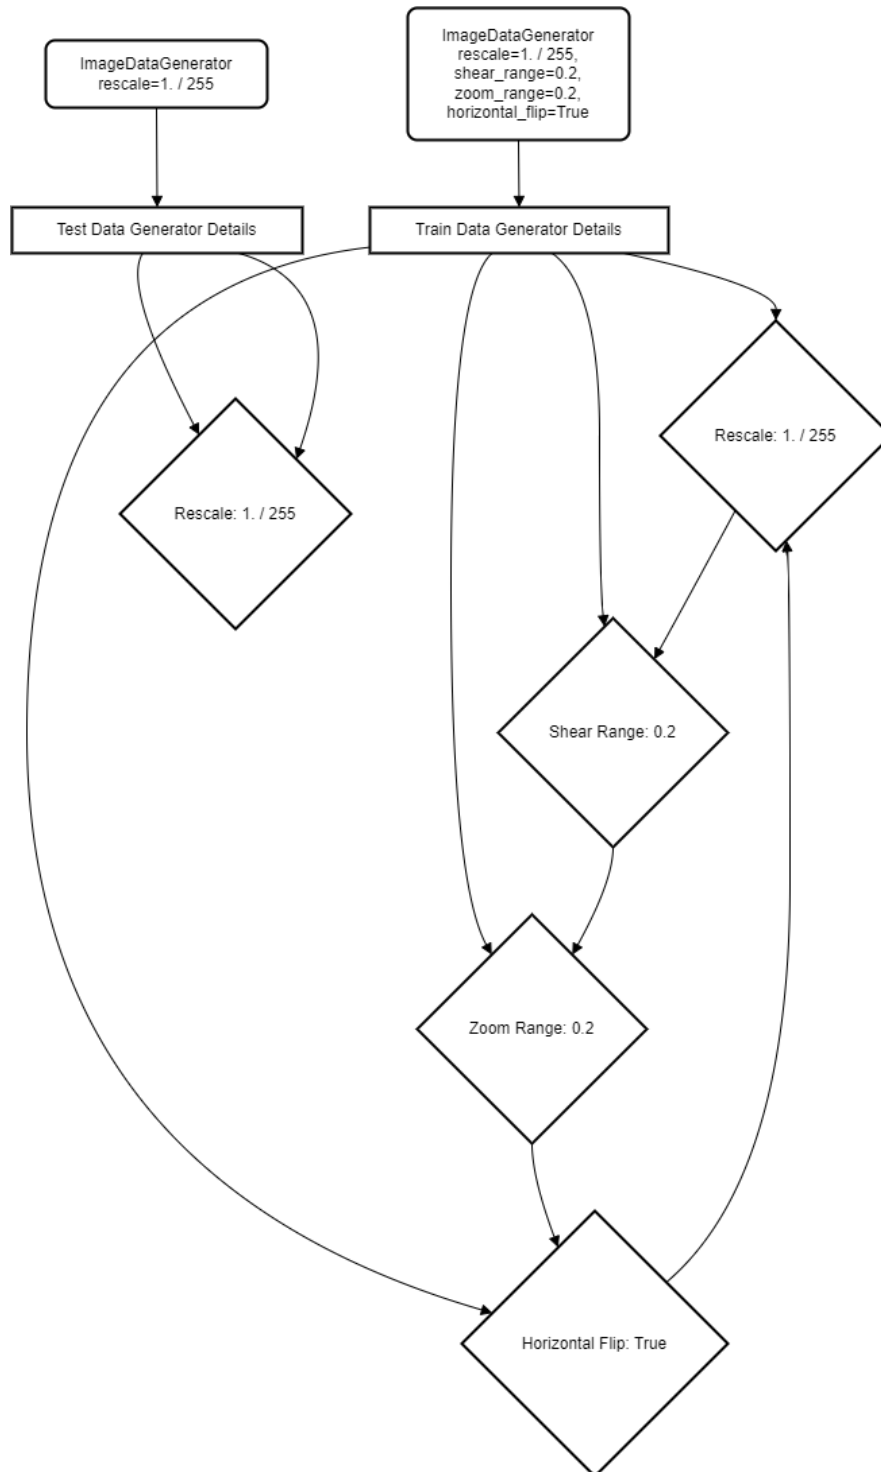 ImageDataGenerator
rescale=1. / 255
ImageDataGenerator
rescale=1. / 255,
shear_range=0.2,
zoom_range=0.2,
horizontal_flip=True
Test Data Generator Details
Train Data Generator Details
Rescale: 1. / 255
Rescale: 1. / 255
Shear Range: 0.2
Zoom Range: 0.2
Horizontal Flip: True